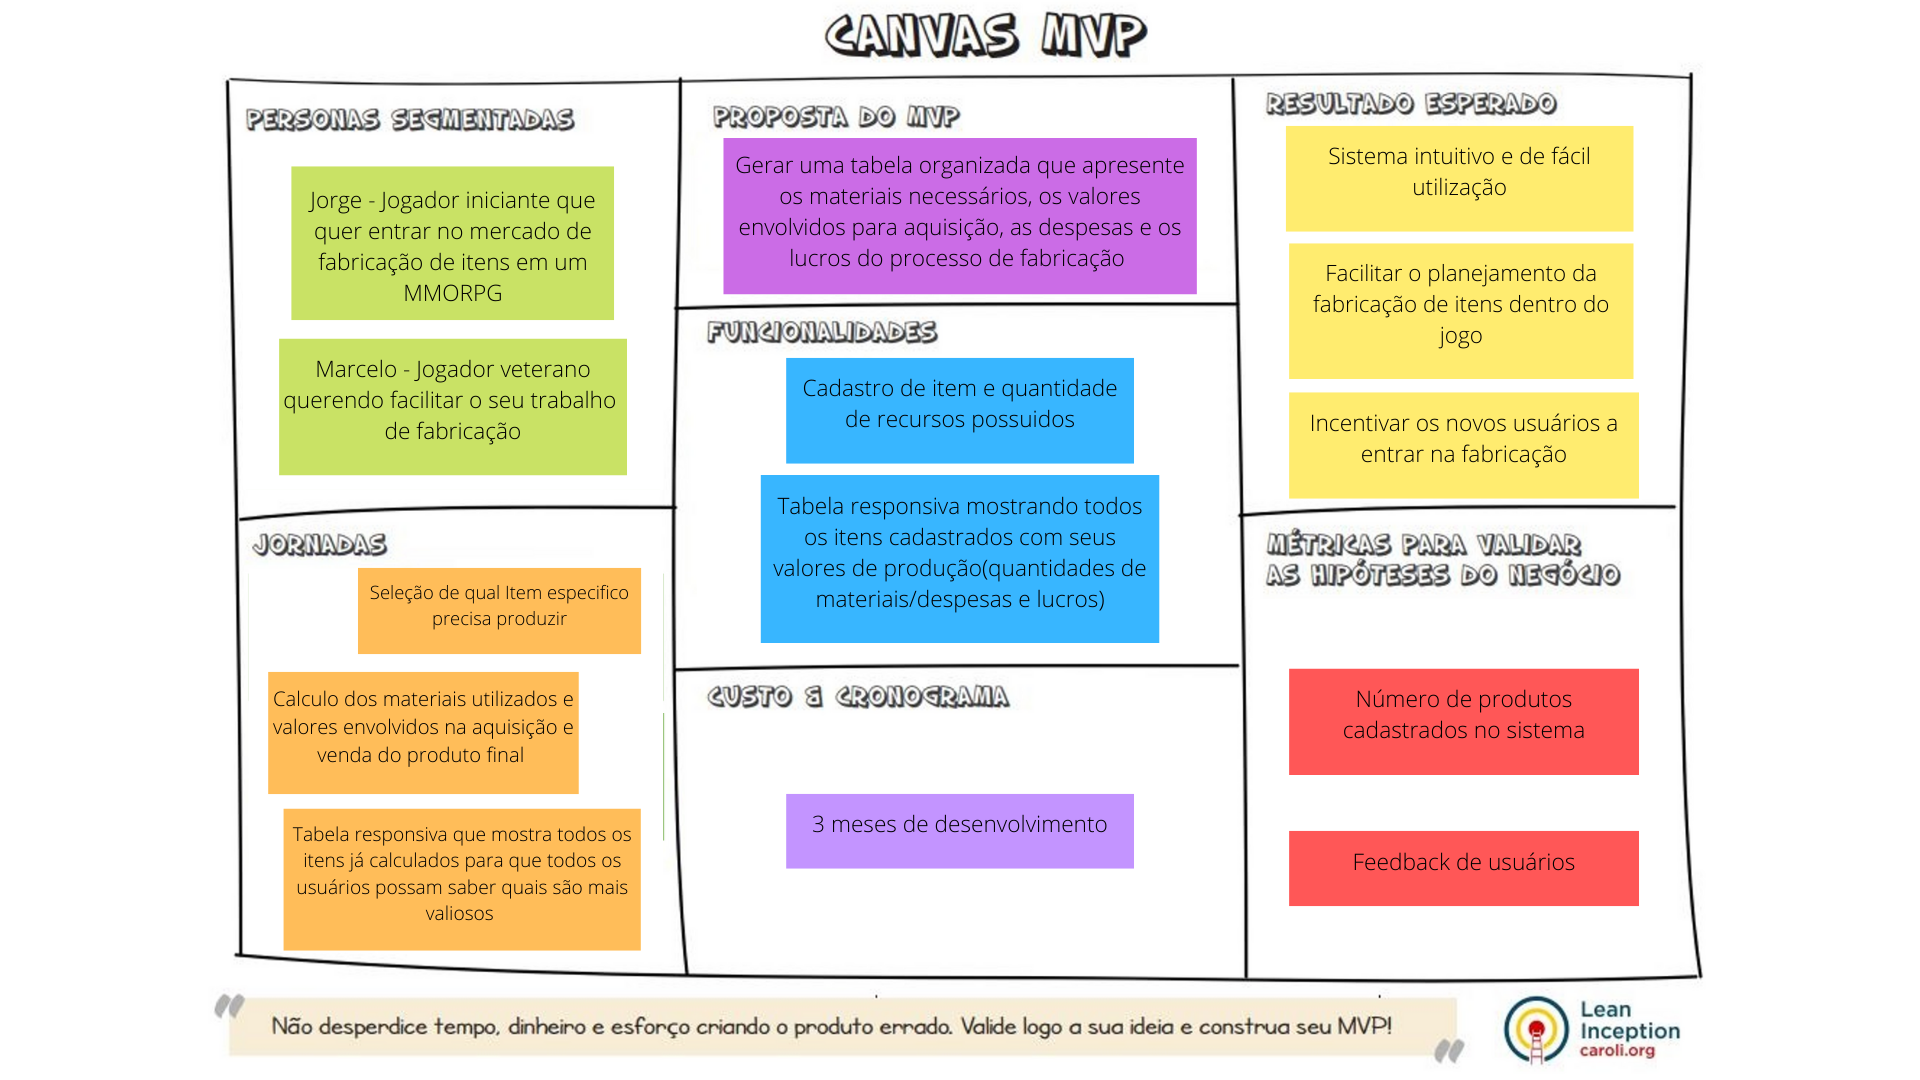 CANVAS MVP
PERSONAS SEGMENTADAS
Jorge - Jogador iniciante que
quer entrar no mercado de
fabricação de itens em um
MMORPG
Marcelo - Jogador veterano
querendo facilitar o seu trabalho
de fabricação
JORNADAS
Seleção de qual Item especifico
precisa produzir
Calculo dos materiais utilizados e
valores envolvidos na aquisição e
venda do produto final
Tabela responsiva que mostra todos os
itens já calculados para que todos os
usuários possam saber quais são mais
valiosos
PROPOSTA DO MVP
Gerar uma tabela organizada que apresente
os materiais necessários, os valores
envolvidos para aquisição, as despesas e os
lucros do processo de fabricação
FUNCIONALIDADES
Cadastro de item e quantidade
de recursos possuidos
Tabela responsiva mostrando todos
os itens cadastrados com seus
valores de produção(quantidades de
materiais/despesas e lucros)
CUSTO & CRONOGRAMA
3 meses de desenvolvimento
RESULTADO ESPERADO
Sistema intuitivo e de fácil
utilização
Facilitar o planejamento da
fabricação de itens dentro do
jogo
Incentivar os novos usuários a
entrar na fabricação
MÉTRICAS PARA VALIDAR
AS HIPÓTESES DO NEGÓCIO
Número de produtos
cadastrados no sistema
Feedback de usuários
"Não desperdice tempo, dinheiro e esforço criando o produto errado. Valide logo a sua ideia e construa seu MVP!"
Lean
Inception
caroli.org